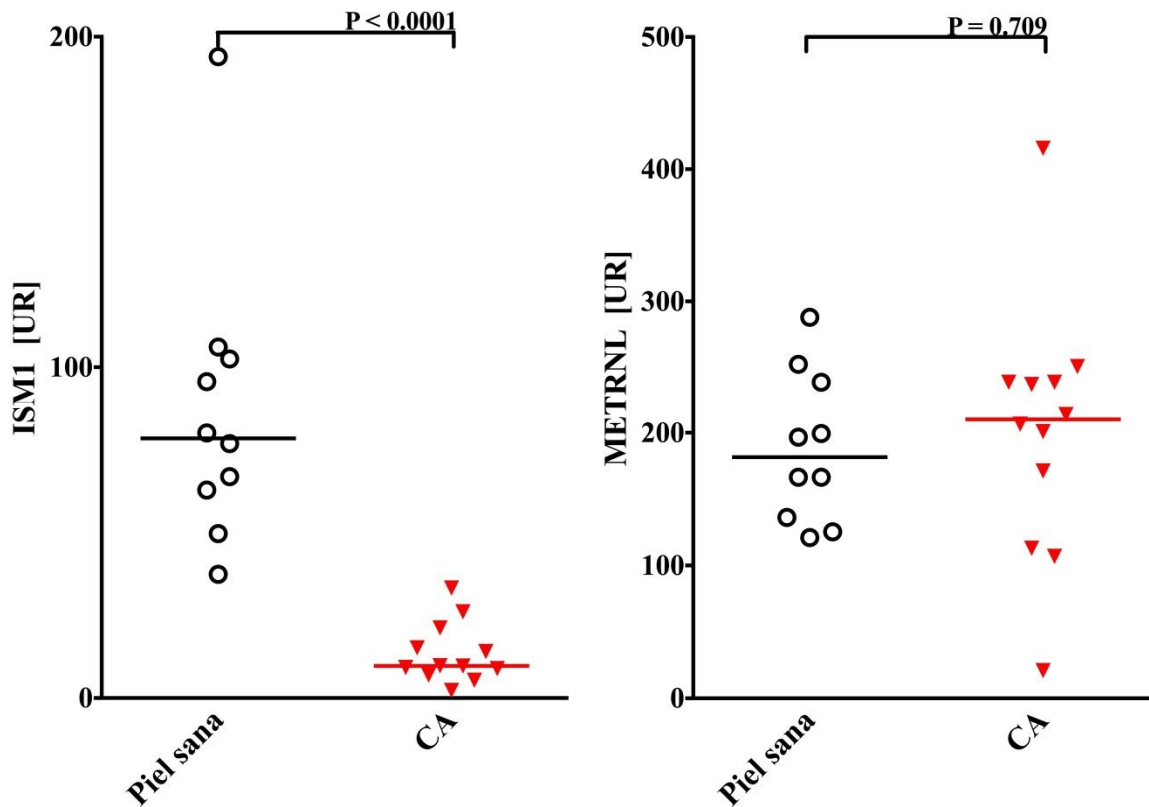 P < 0.0001
200
100
0
ISM1 [UR]
Piel sana
CA
P = 0.709
500
400
300
200
100
0
METRNL [UR]
Piel sana
CA